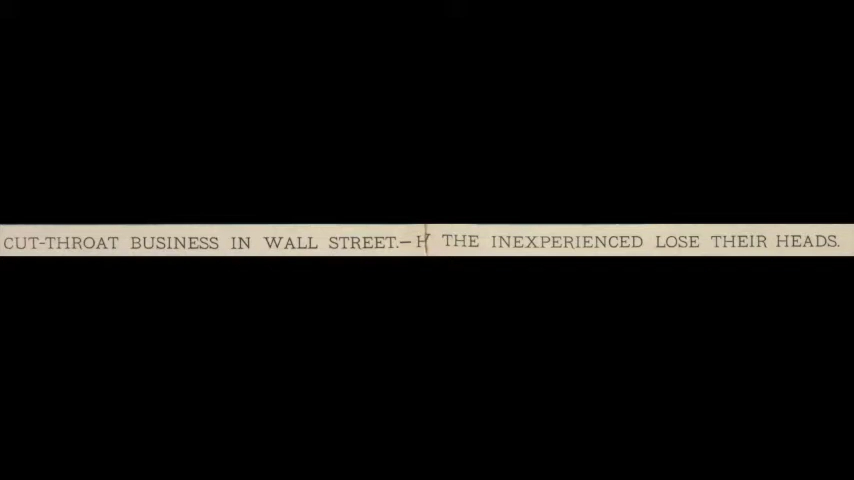 CUT-THROAT BUSINESS IN WALL STREET.— THE INEXPERIENCED LOSE THEIR HEADS.